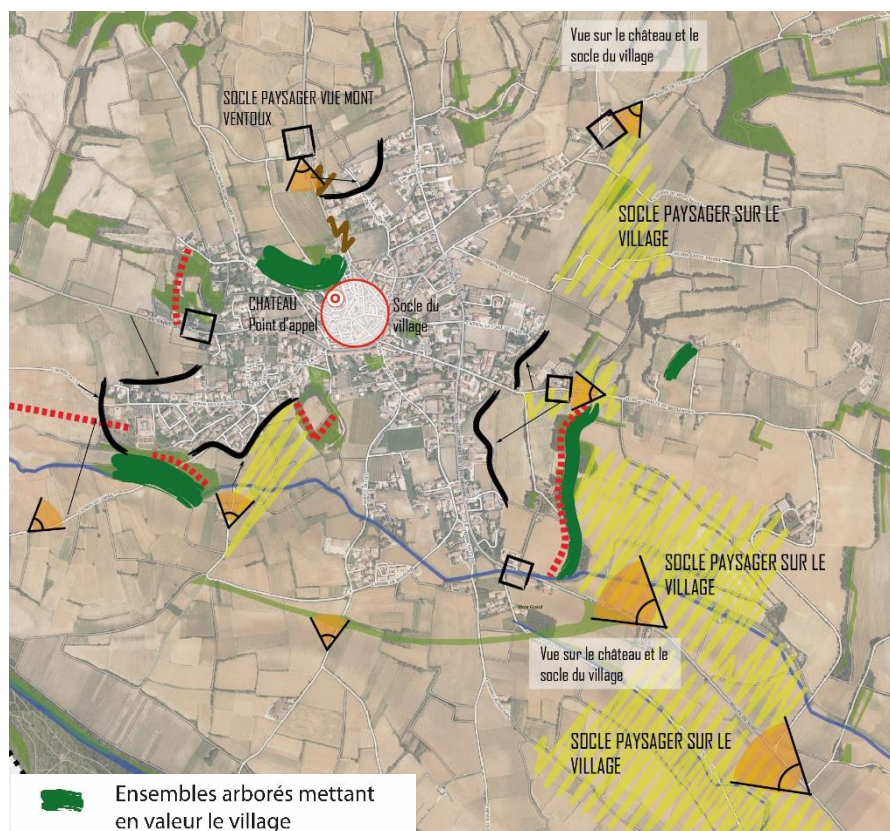 Vue sur le château et le
socle du village
SOCLE PAYSAGER VUE MONT
VENTOUX
SOCLE PAYSAGER SUR LE
VILLAGE
CHATEAU
Point d'appel
Socle du
village
SOCLE PAYSAGER SUR LE
VILLAGE
Vue sur le château et le
socle du village
SOCLE PAYSAGER SUR LE
VILLAGE
Ensembles arborés mettant
en valeur le village